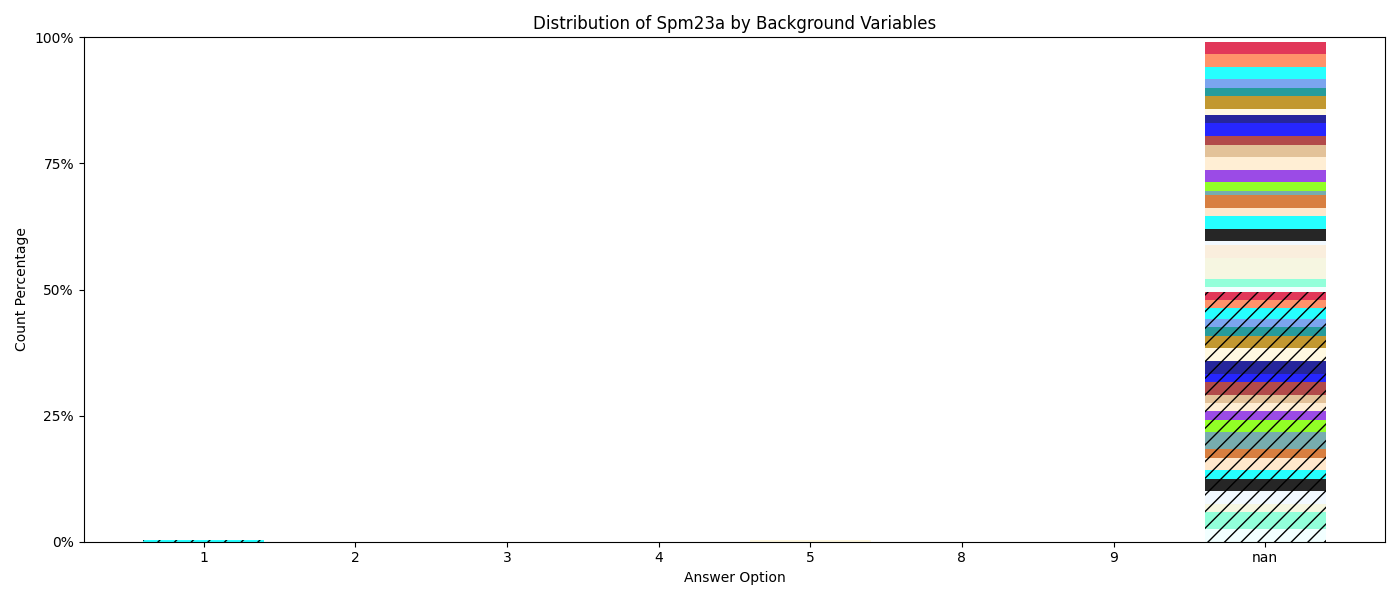 Distribution of Spm23a by Background Variables
100%
75%
50%
25%
0%
Count Percentage
1 2 3 4 5 8 9 nan
Answer Option